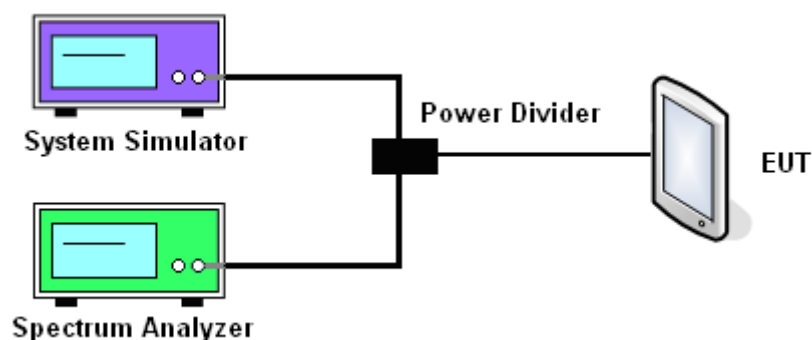 System Simulator
Power Divider
EUT
Spectrum Analyzer